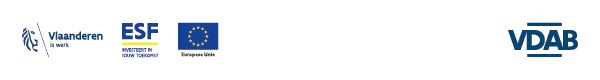 Vlaanderen
is werk
ESF
INVESTEERT IN
JOUW TOEKOMST
Europese Unie
VDAB